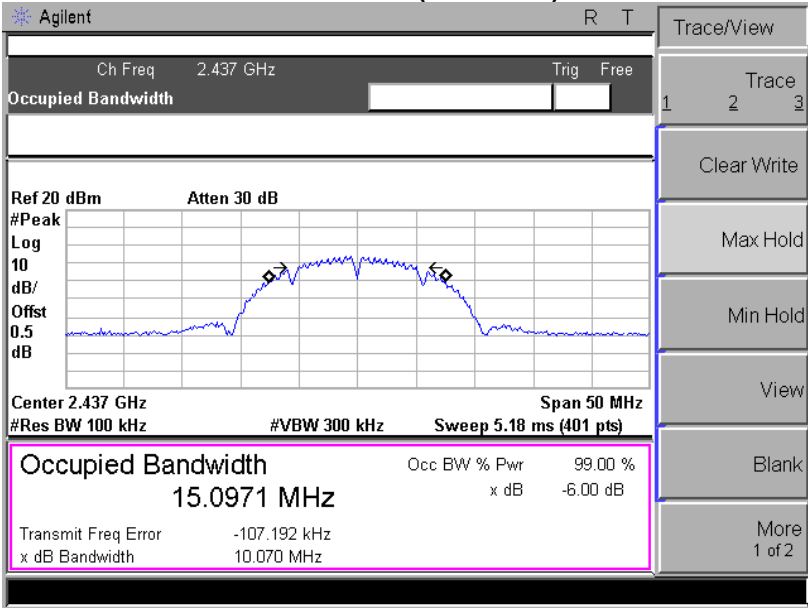 Agilent R T
Ch Freq 2.437 GHz Trig Free
Occupied Bandwidth
Ref 20 dBm Atten 30 dB
#Peak
Log
10
dB/
Offst
0.5
dB
Center 2.437 GHz Span 50 MHz
#Res BW 100 kHz #VBW 300 kHz Sweep 5.18 ms (401 pts)
Occupied Bandwidth Occ BW % Pwr 99.00 %
15.0971 MHz x dB -6.00 dB
Transmit Freq Error -107.192 kHz
x dB Bandwidth 10.070 MHz
Trace/View
Trace
1 2 3
Clear Write
Max Hold
Min Hold
View
Blank
More
1 of 2